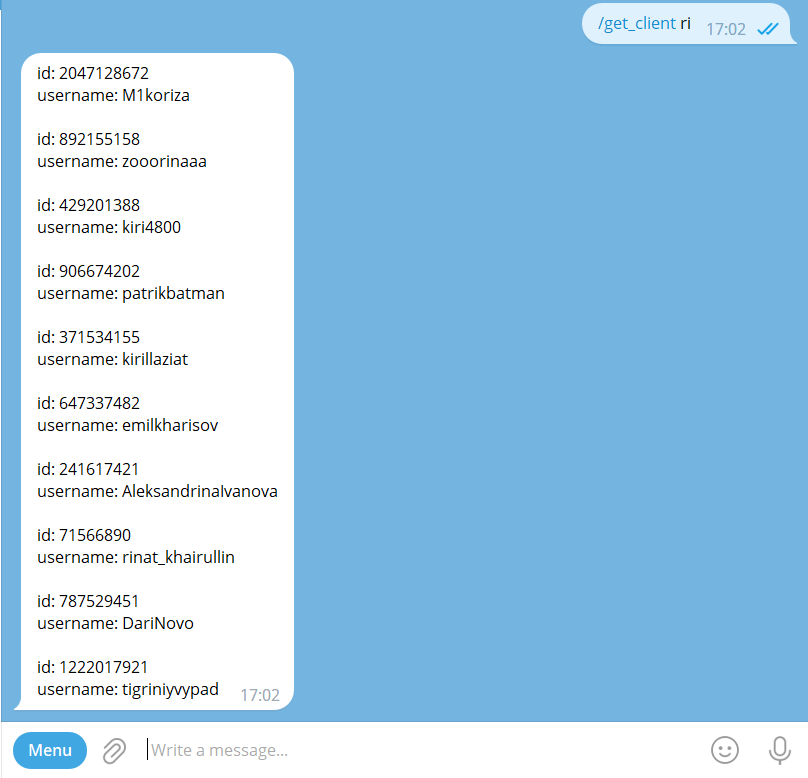 /get_client ri
17:02
id: 2047128672
username: M1koriza
id: 892155158
username: zooorinaaa
id: 429201388
username: kiri4800
id: 906674202
username: patrikbatman
id: 371534155
username: kirillaziat
id: 647337482
username: emilkharisov
id: 241617421
username: AleksandrinaIvanova
id: 71566890
username: rinat_khairullin
id: 787529451
username: DariNovo
id: 1222017921
username: tigriniyvypad
17:02
Menu
Write a message...